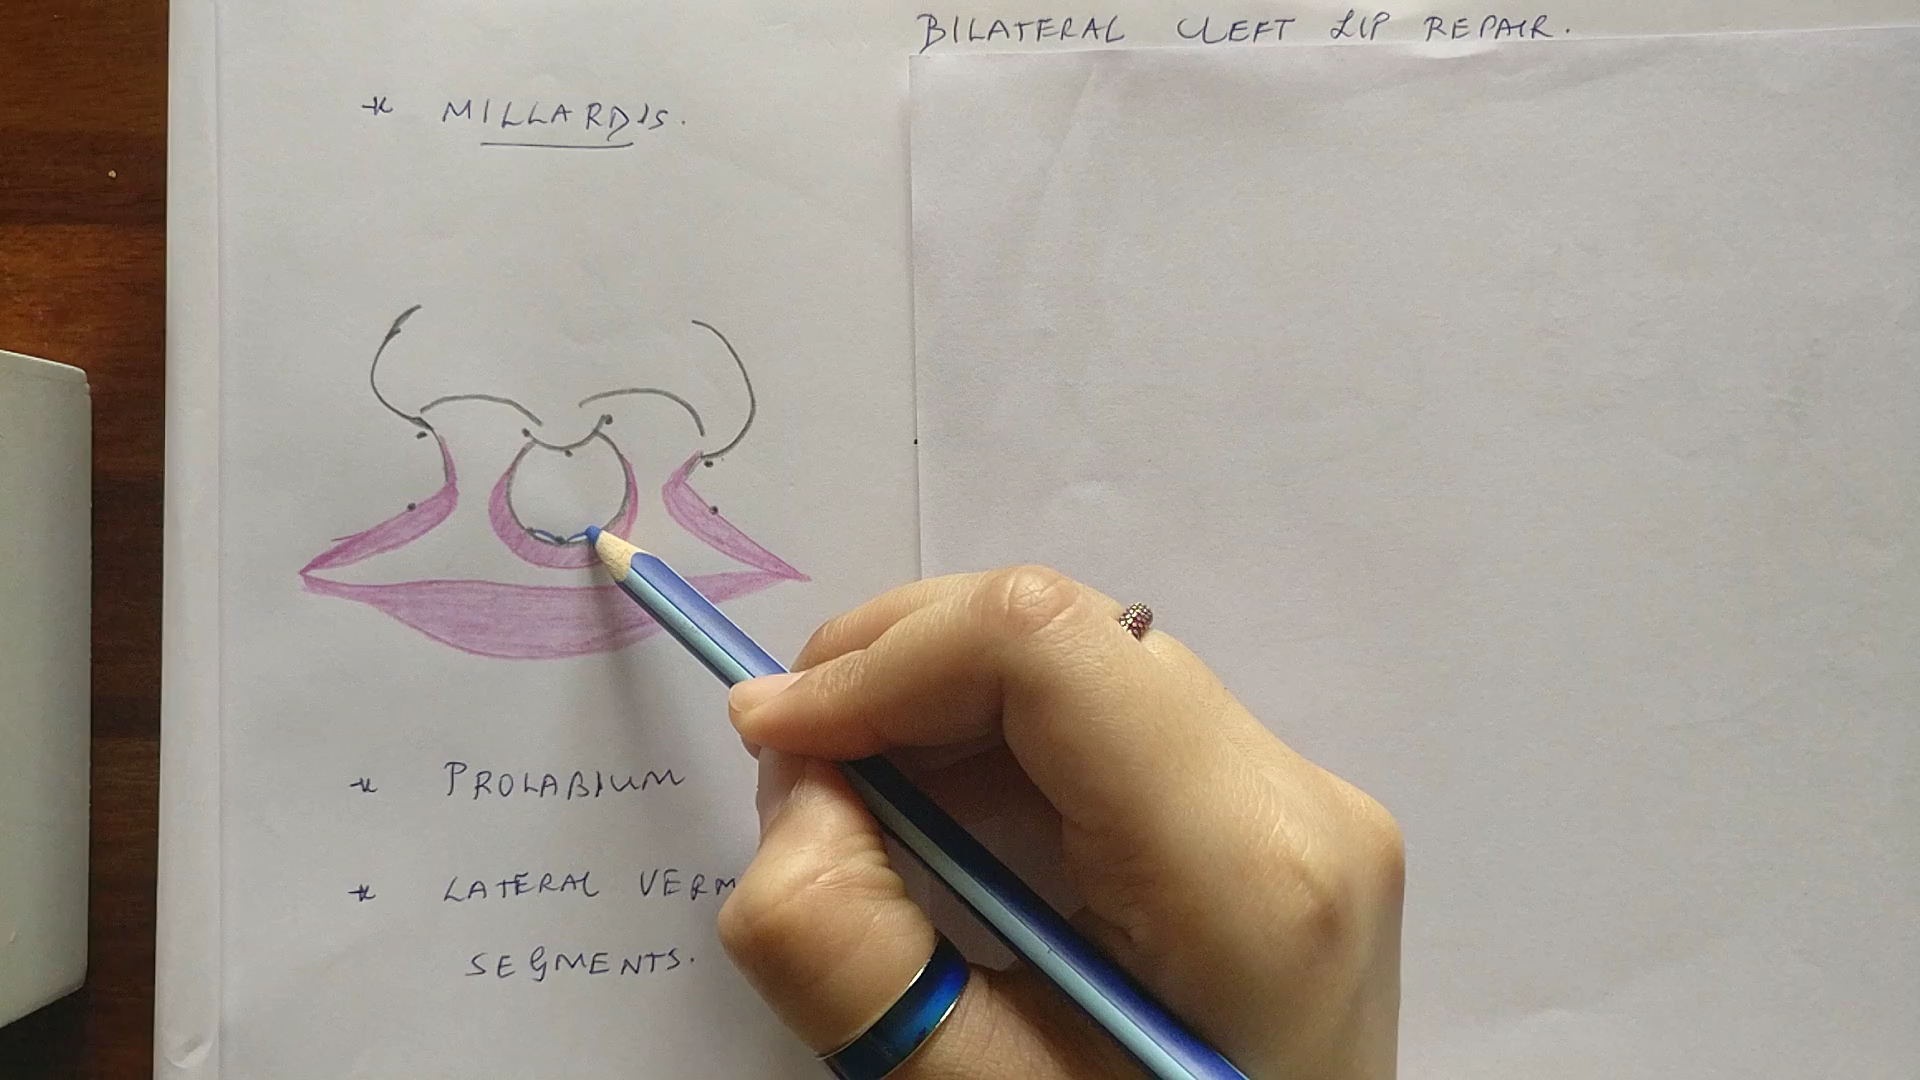 BILATERAL CLEFT LIP REPAIR.
* MILLARD'S.
* PROLABIUM
* LATERAL VERM
SEGMENTS.